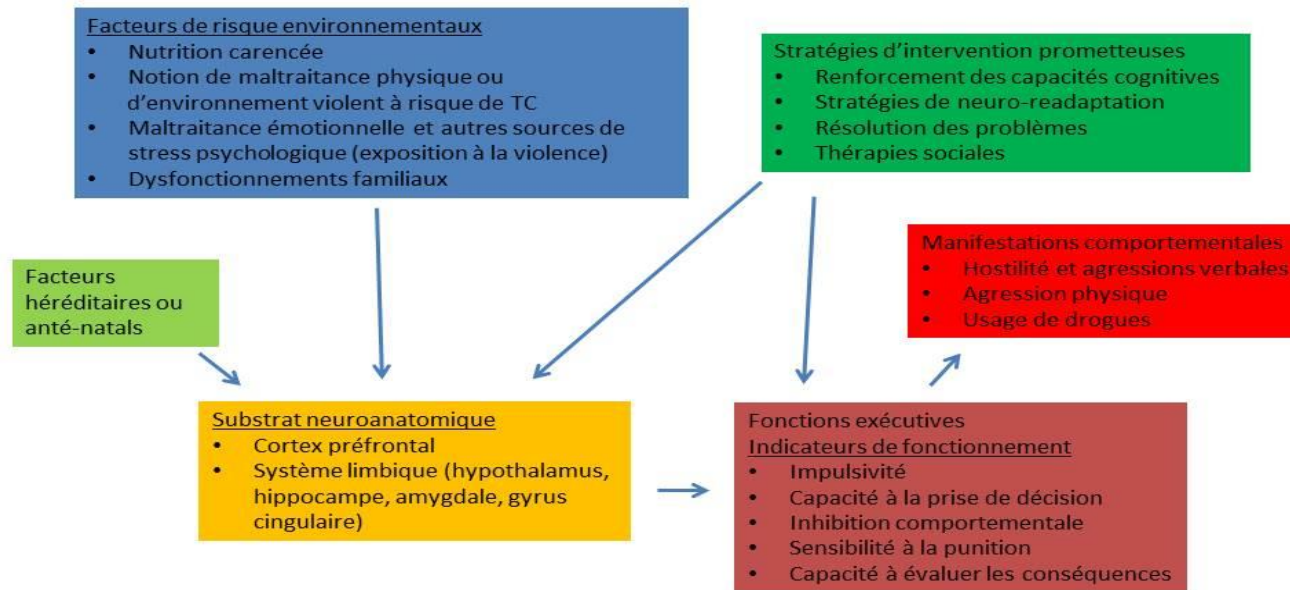 Facteurs de risque environnementaux
• Nutrition carencée
• Notion de maltraitance physique ou
d'environnement violent à risque de TC
• Maltraitance émotionnelle et autres sources de
stress psychologique (exposition à la violence)
• Dysfonctionnements familiaux
Stratégies d'intervention prometteuses
• Renforcement des capacités cognitives
• Stratégies de neuro-readaptation
• Résolution des problèmes
• Thérapies sociales
Manifestations comportementales
• Hostilité et agressions verbales
• Agression physique
• Usage de drogues
Facteurs
héréditaires ou
anté-natals
Substrat neuroanatomique
• Cortex préfrontal
• Système limbique (hypothalamus,
hippocampe, amygdale, gyrus
cingulaire)
Fonctions exécutives
Indicateurs de fonctionnement
• Impulsivité
• Capacité à la prise de décision
• Inhibition comportementale
• Sensibilité à la punition
• Capacité à évaluer les conséquences